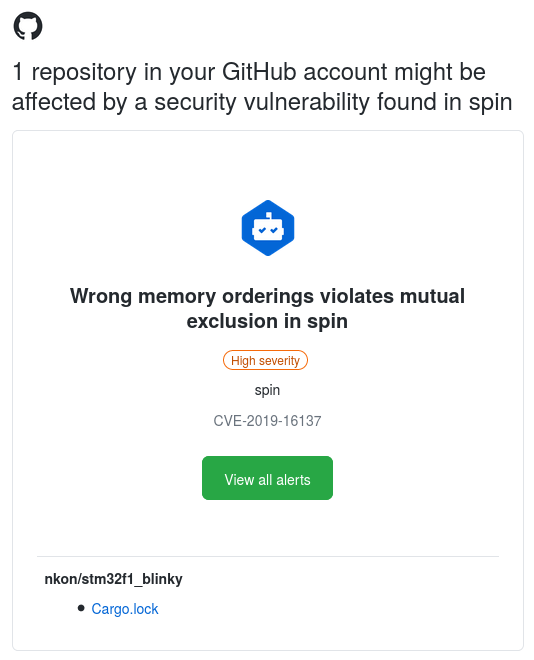 1 repository in your GitHub account might be
affected by a security vulnerability found in spin
Wrong memory orderings violates mutual
exclusion in spin
High severity
spin
CVE-2019-16137
View all alerts
nkon/stm32f1_blinky
Cargo.lock